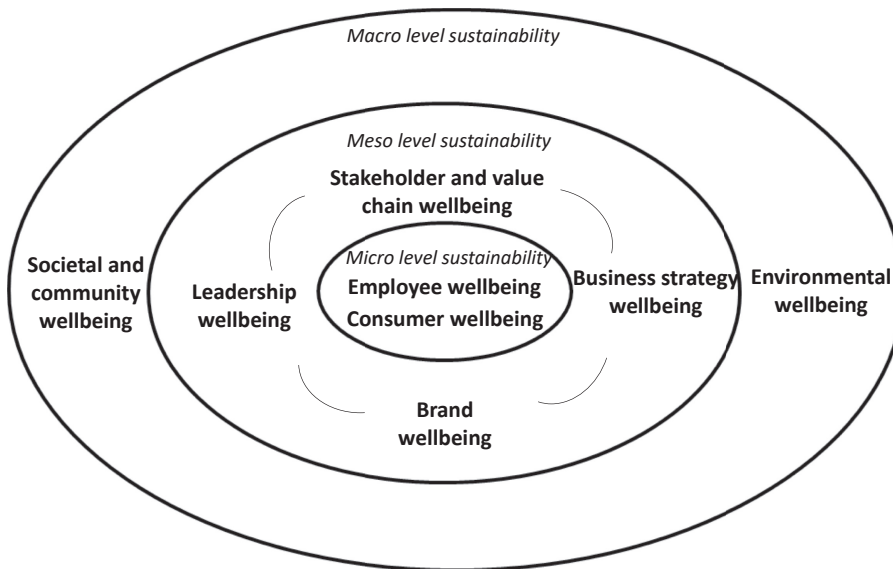 Macro level sustainability
Meso level sustainability
Stakeholder and value
chain wellbeing
Societal and
community
wellbeing
Leadership
wellbeing
Micro level sustainability
Employee wellbeing
Consumer wellbeing
Business strategy
wellbeing
Environmental
wellbeing
Brand
wellbeing